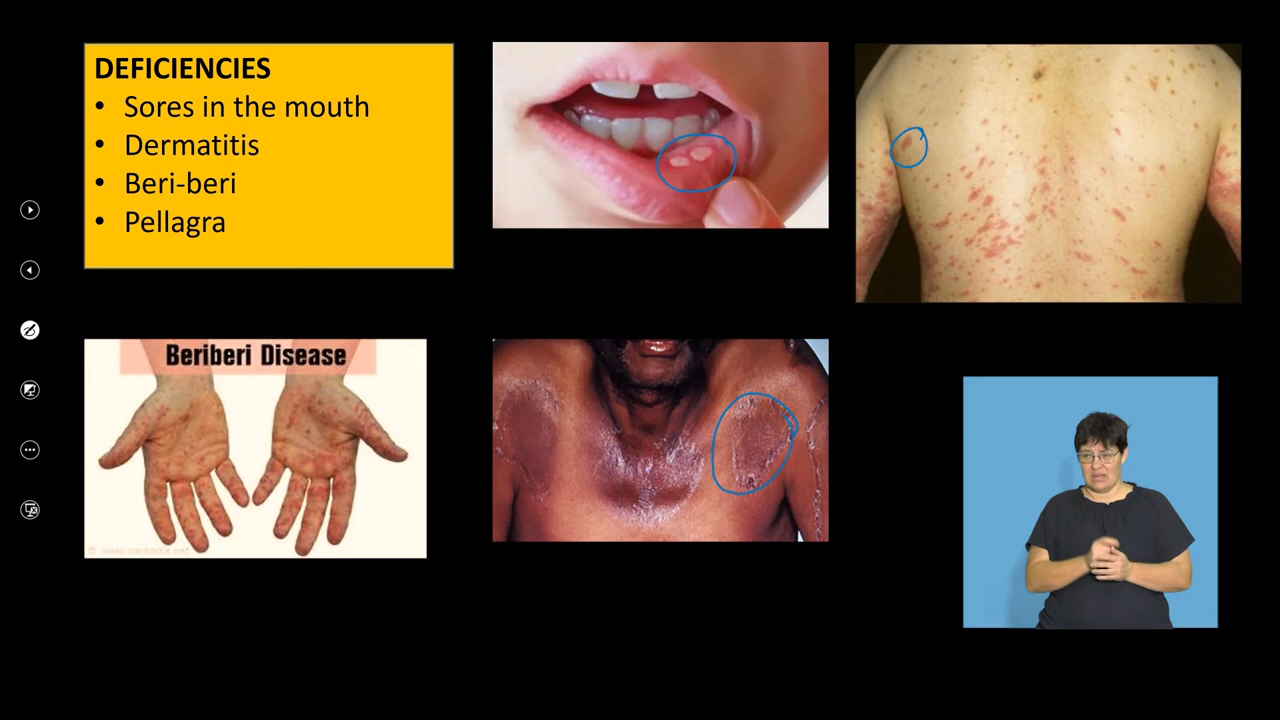 DEFICIENCIES
• Sores in the mouth
• Dermatitis
• Beri-beri
• Pellagra
Beriberi Disease